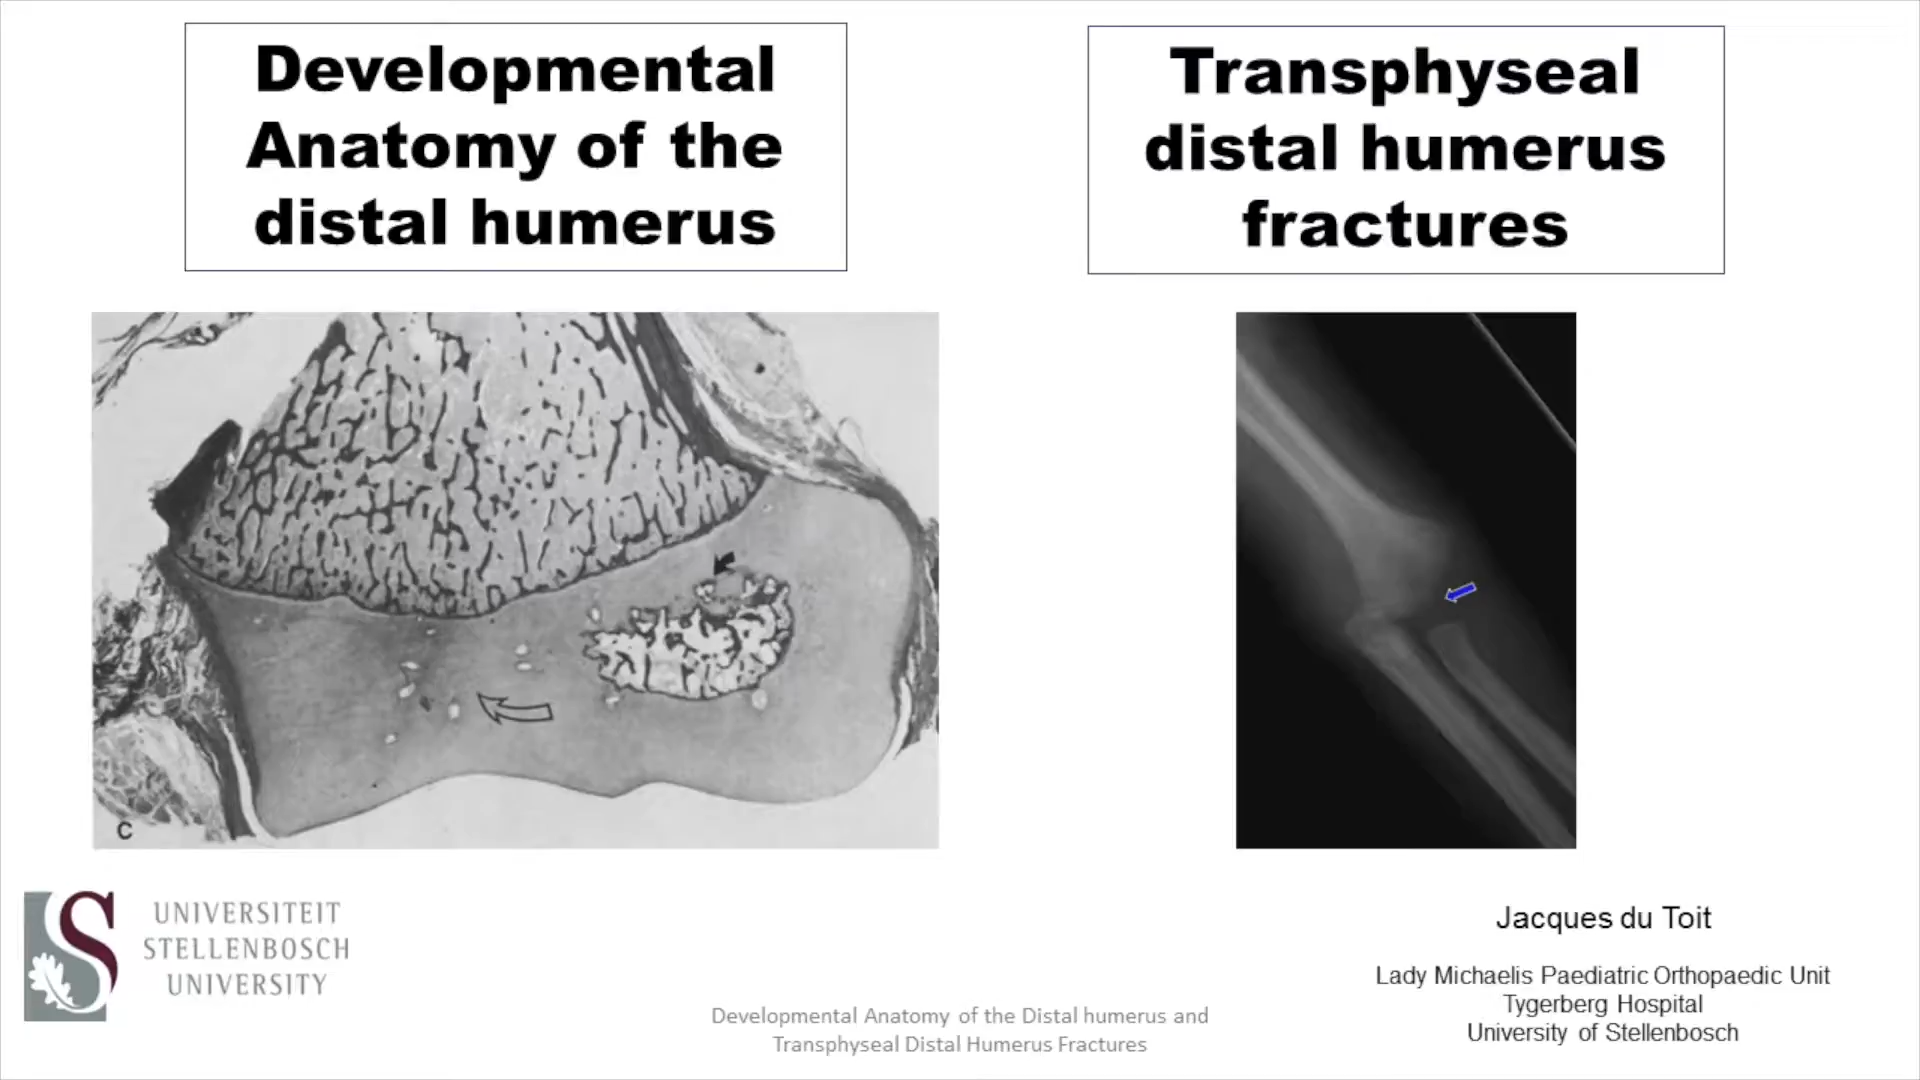 Developmental
Anatomy of the
distal humerus
Transphyseal
distal humerus
fractures
C
UNIVERSITEIT
STELLENBOSCH
UNIVERSITY
Jacques du Toit
Lady Michaelis Paediatric Orthopaedic Unit
Tygerberg Hospital
University of Stellenbosch
Developmental Anatomy of the Distal humerus and
Transphyseal Distal Humerus Fractures